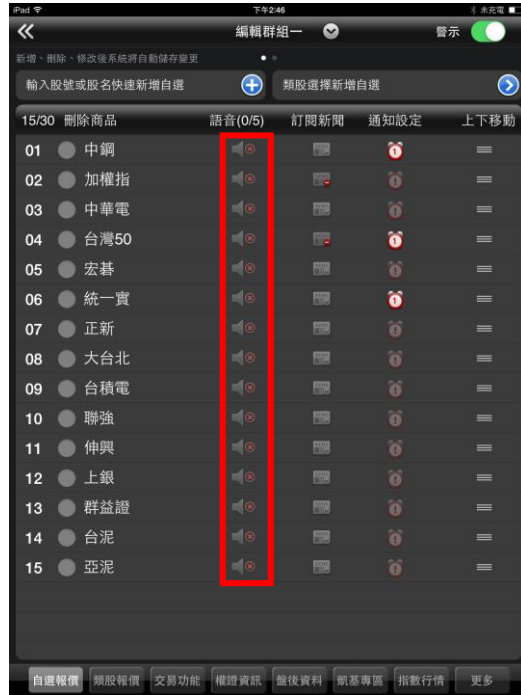 iPad 下午2:46 未充電
編輯群組一 警示
新增、刪除、修改後系統將自動儲存變更
輸入股號或股名快速新增自選 類股選擇新增自選
15/30 刪除商品 語音(0/5) 訂閱新聞 通知設定 上下移動
01 中鋼
02 加權指
03 中華電
04 台灣50
05 宏碁
06 統一實
07 正新
08 大台北
09 台積電
10 聯強
11 伸興
12 上銀
13 群益證
14 台泥
15 亞泥
自選報價 類股報價 交易功能 權證資訊 盤後資料 凱基專區 指數行情 更多